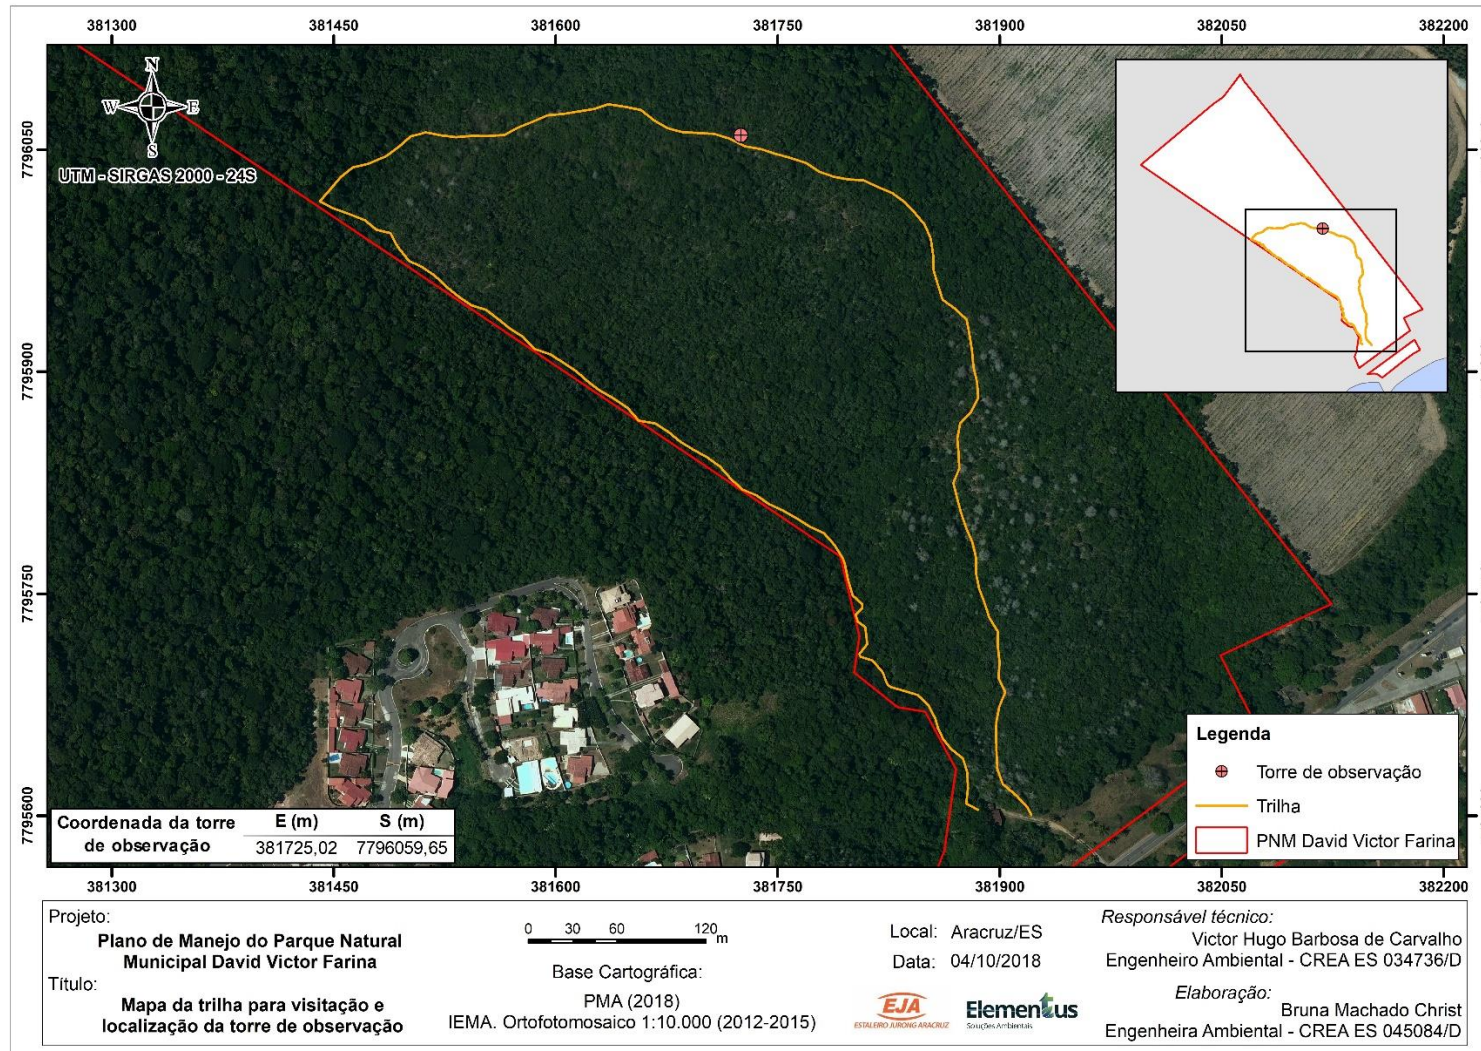 381300 381450 381600 381750 381900 382050 382200
N
W E
S
UTM - SIRGAS 2000 - 24S
7796050
7795900
7795750
7795600
Legenda
Torre de observação
Trilha
PNM David Victor Farina
Coordenada da torre de observação
E (m) S (m)
381725,02 7796059,65
381300 381450 381600 381750 381900 382050 382200
Projeto:
Plano de Manejo do Parque Natural
Municipal David Victor Farina
Título:
Mapa da trilha para visitação e
localização da torre de observação
0 30 60 120
m
Base Cartográfica:
PMA (2018)
IEMA. Ortofotomosaico 1:10.000 (2012-2015)
Local: Aracruz/ES
Data: 04/10/2018
EJA
ESTALEIRO JURONG ARACRUZ
Elementus
Soluções Ambientais
Responsável técnico:
Victor Hugo Barbosa de Carvalho
Engenheiro Ambiental - CREA ES 034736/D
Elaboração:
Bruna Machado Christ
Engenheira Ambiental - CREA ES 045084/D